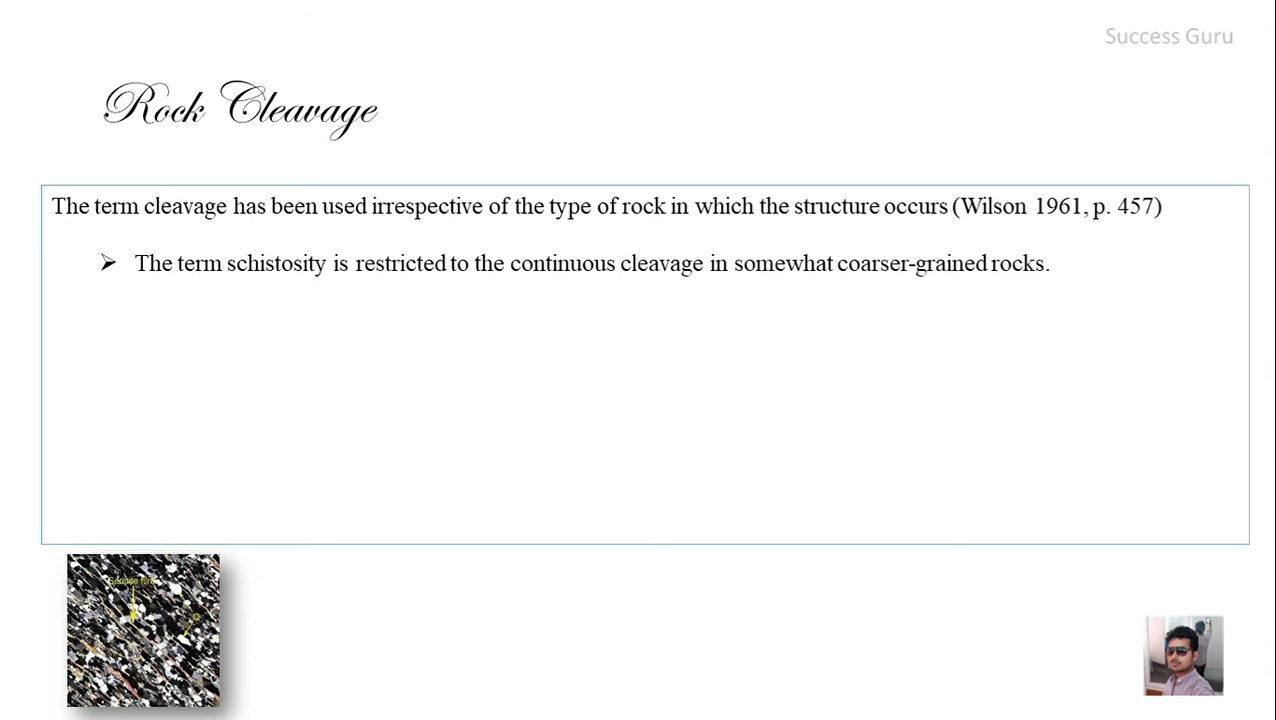 Success Guru
Rock Cleavage
The term cleavage has been used irrespective of the type of rock in which the structure occurs (Wilson 1961, p. 457)
➢ The term schistosity is restricted to the continuous cleavage in somewhat coarser-grained rocks.